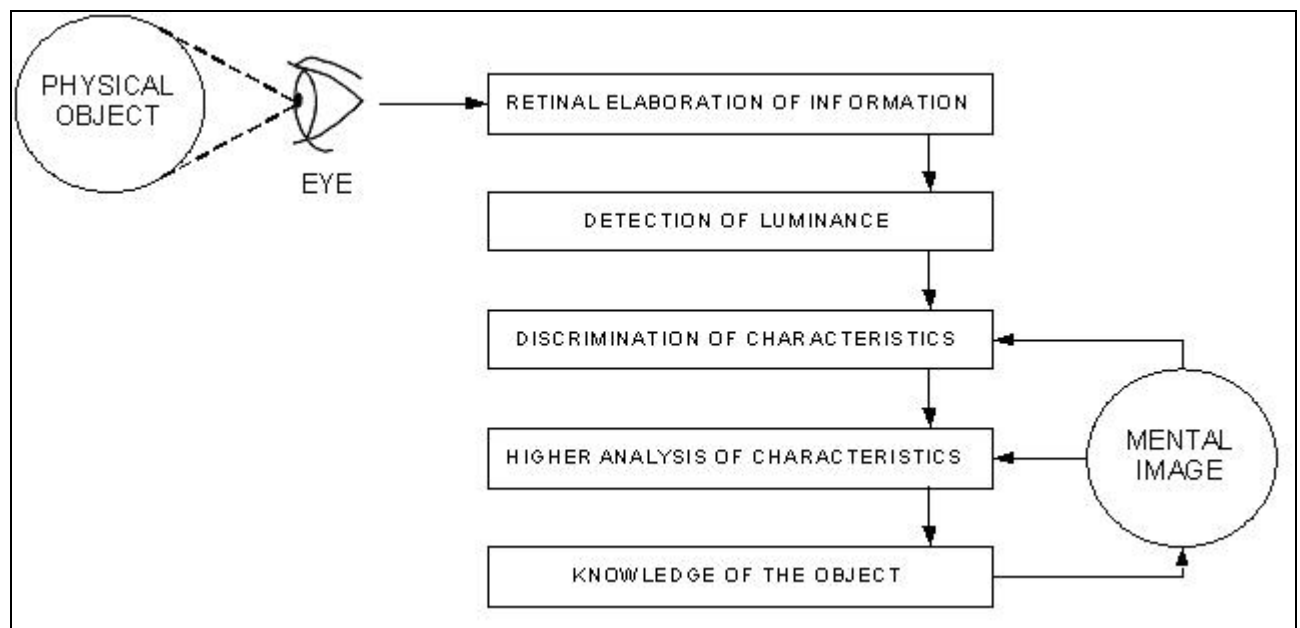 PHYSICAL
OBJECT
EYE
RETINAL ELABORATION OF INFORMATION
DETECTION OF LUMINANCE
DISCRIMINATION OF CHARACTERISTICS
HIGHER ANALYSIS OF CHARACTERISTICS
MENTAL
IMAGE
KNOWLEDGE OF THE OBJECT